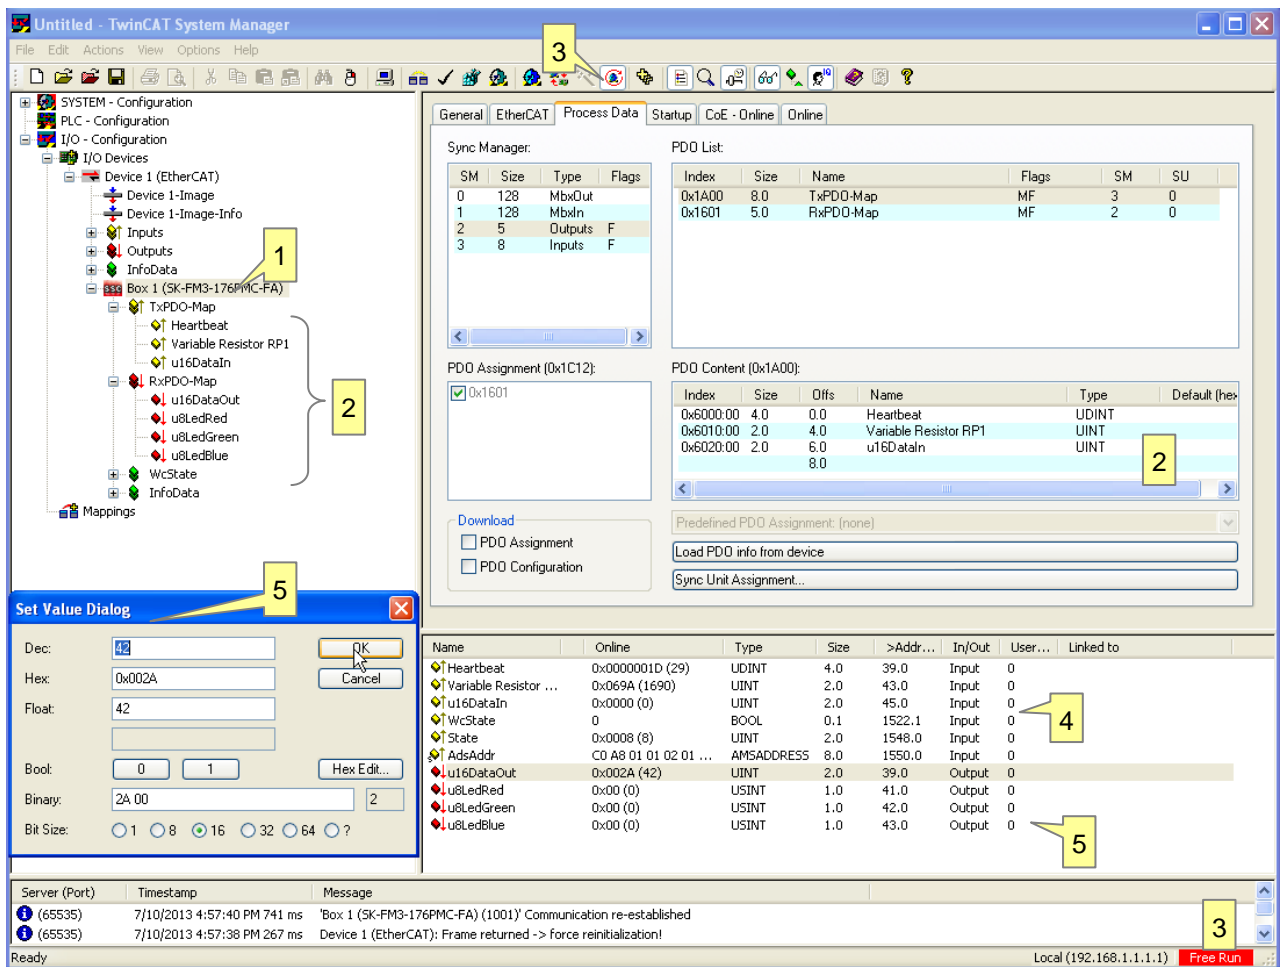 Untitled - TwinCAT System Manager
File Edit Actions View Options Help
3
SYSTEM - Configuration
PLC - Configuration
I/O - Configuration
I/O Devices
Device 1 (EtherCAT)
Device 1-Image
Device 1-Image-Info
Inputs
Outputs
InfoData
1
Box 1 (SK-FM3-176PMC-FA)
TxPDO-Map
Heartbeat
Variable Resistor RP1
u16DataIn
RxPDO-Map
u16DataOut
u8LedRed
u8LedGreen
u8LedBlue
2
WcState
InfoData
Mappings
General EtherCAT Process Data Startup CoE - Online Online
Sync Manager:
SM Size Type Flags
0 128 MbxOut
1 128 MbxIn
2 5 Outputs F
3 8 Inputs F
PDO List:
Index Size Name Flags SM SU
0x1A00 8.0 TxPDO-Map MF 3 0
0x1601 5.0 RxPDO-Map MF 2 0
PDO Assignment (0x1C12):
0x1601
PDO Content (0x1A00):
Index Size Offs Name Type Default (hex
0x6000:00 4.0 0.0 Heartbeat UDINT
0x6010:00 2.0 4.0 Variable Resistor RP1 UINT
0x6020:00 2.0 6.0 u16DataIn UINT
8.0
2
Download
PDO Assignment
PDO Configuration
Predefined PDO Assignment: (none)
Load PDO info from device
Sync Unit Assignment...
5
Set Value Dialog
Dec: 42 OK
Hex: 0x002A Cancel
Float: 42
Bool: 0 1 Hex Edit...
Binary: 2A 00 2
Bit Size: 1 8 16 32 64 ?
Name Online Type Size >Addr... In/Out User... Linked to
Heartbeat 0x0000001D (29) UDINT 4.0 39.0 Input 0
Variable Resistor ... 0x069A (1690) UINT 2.0 43.0 Input 0
u16DataIn 0x0000 (0) UINT 2.0 45.0 Input 0
WcState 0 BOOL 0.1 1522.1 Input 0
State 0x0008 (8) UINT 2.0 1548.0 Input 0
AdsAddr C0 A8 01 01 02 01 ... AMSADDRESS 8.0 1550.0 Input 0
u16DataOut 0x002A (42) UINT 2.0 39.0 Output 0
u8LedRed 0x00 (0) USINT 1.0 41.0 Output 0
u8LedGreen 0x00 (0) USINT 1.0 42.0 Output 0
u8LedBlue 0x00 (0) USINT 1.0 43.0 Output 0
4
5
Server (Port) Timestamp Message
(65535) 7/10/2013 4:57:40 PM 741 ms 'Box 1 (SK-FM3-176PMC-FA) (1001)' Communication re-established
(65535) 7/10/2013 4:57:38 PM 267 ms Device 1 (EtherCAT): Frame returned -> force reinitialization!
3
Ready Local (192.168.1.1.1.1) Free Run